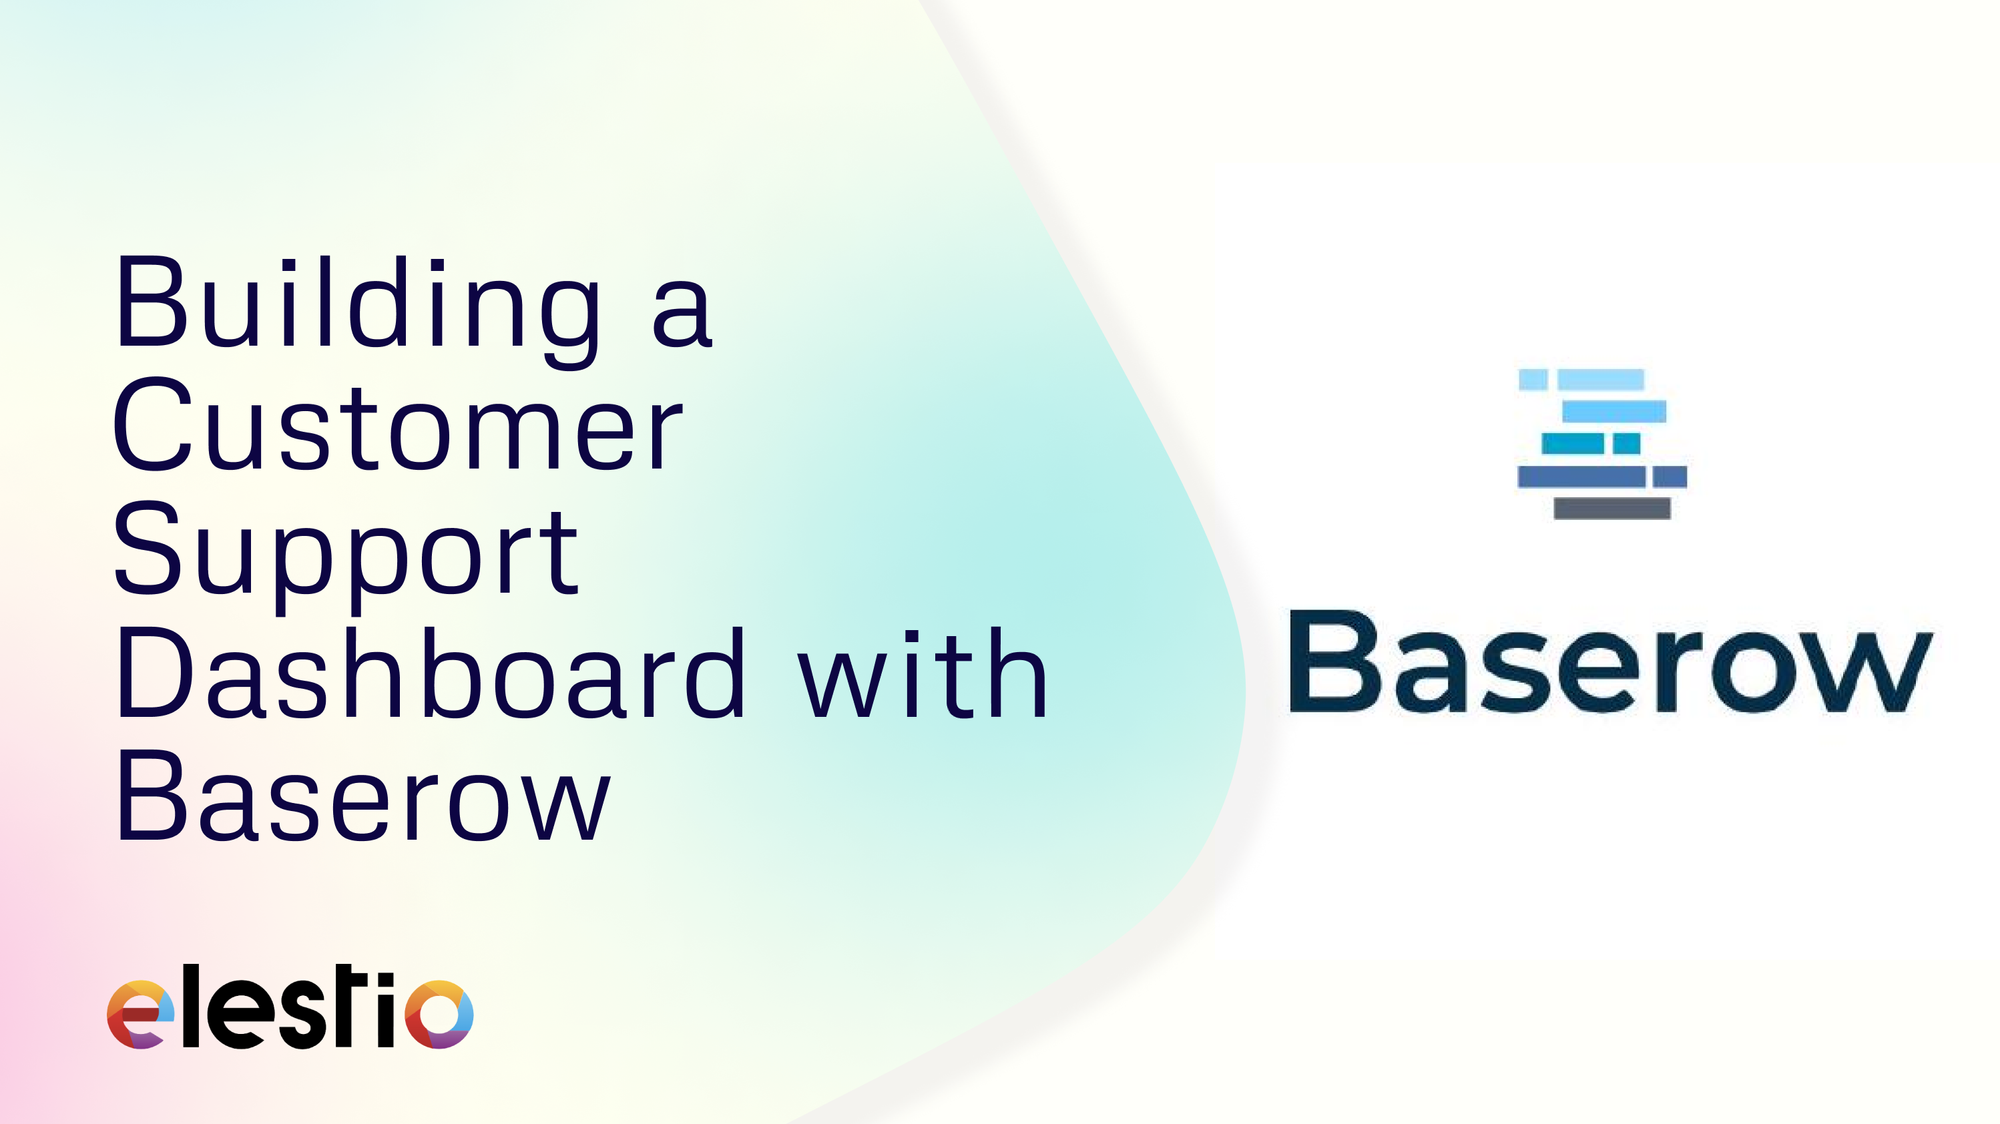 Building a
Customer
Support
Dashboard with
Baserow
elestio
Baserow